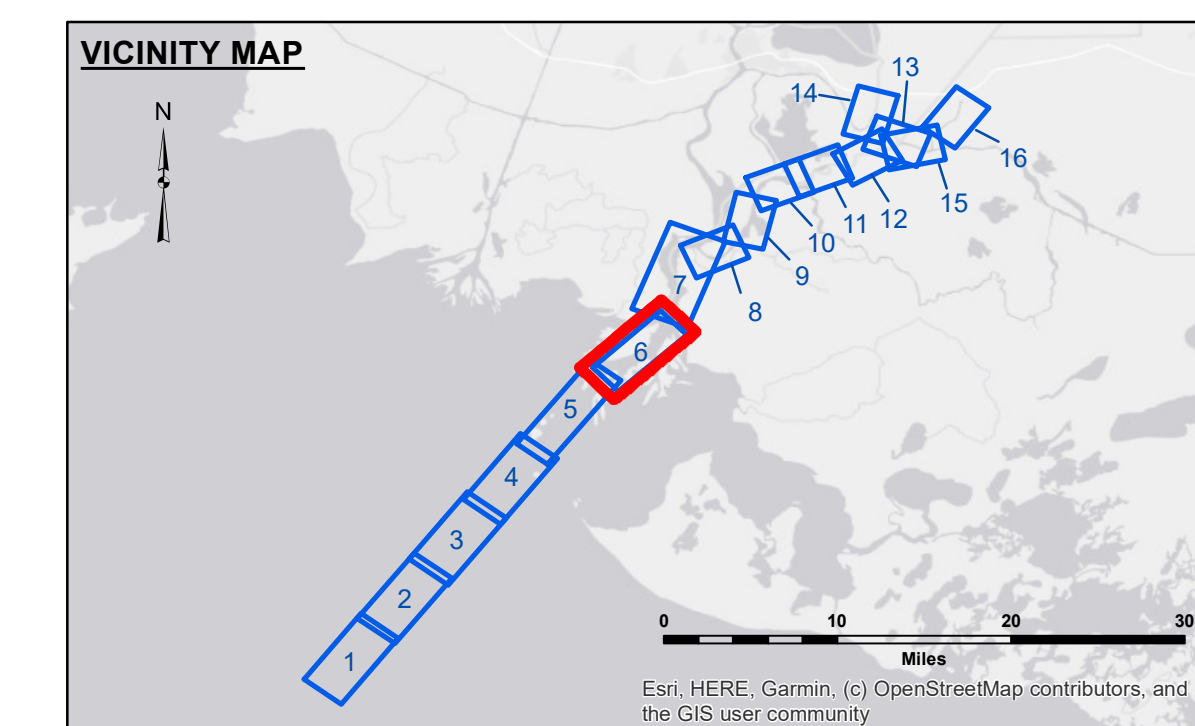 VICINITY MAP
N
13
14
16
15
12
11
10
9
7
8
6
5
4
3
2
1
0 10 20 30
Miles
Esri, HERE, Garmin, (c) OpenStreetMap contributors, and
the GIS user community